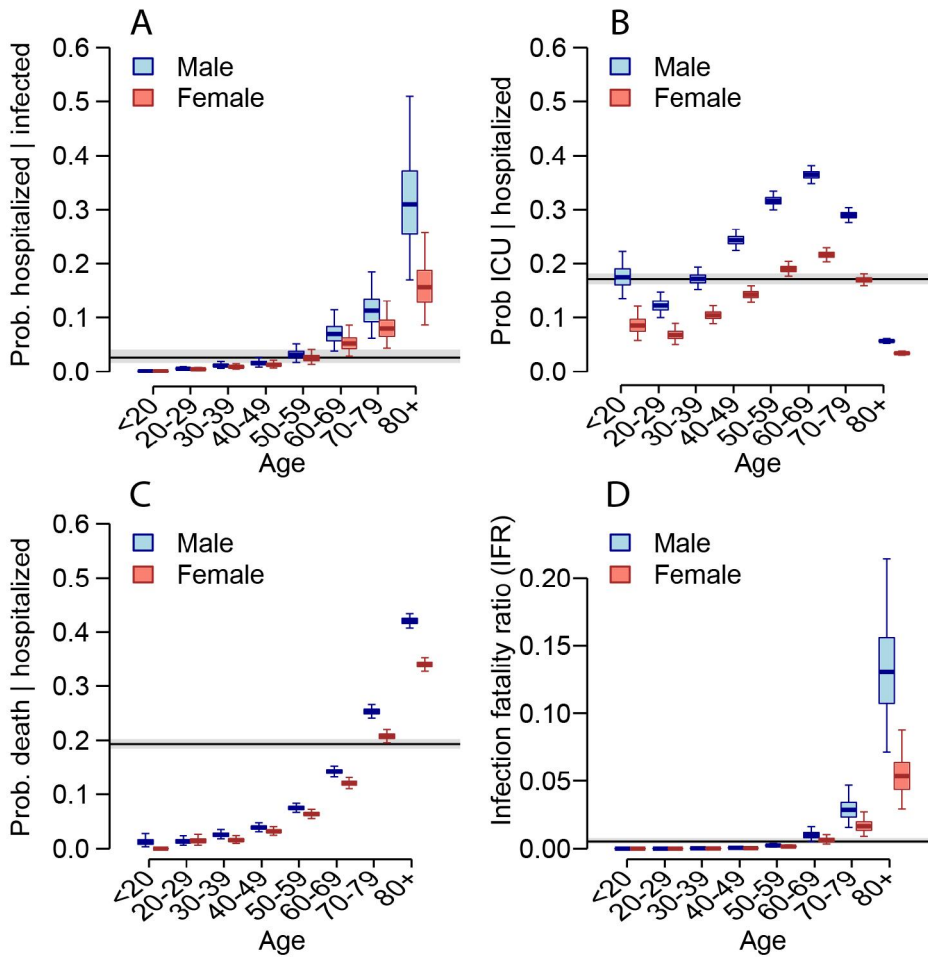 A
Prob. hospitalized | infected
0.6
0.5
0.4
0.3
0.2
0.1
0.0
Male
Female
<20
20-29
30-39
40-49
50-59
60-69
70-79
80+
Age
B
Prob ICU | hospitalized
0.6
0.5
0.4
0.3
0.2
0.1
0.0
Male
Female
<20
20-29
30-39
40-49
50-59
60-69
70-79
80+
Age
C
Prob. death | hospitalized
0.6
0.5
0.4
0.3
0.2
0.1
0.0
Male
Female
<20
20-29
30-39
40-49
50-59
60-69
70-79
80+
Age
D
Infection fatality ratio (IFR)
0.20
0.15
0.10
0.05
0.00
Male
Female
<20
20-29
30-39
40-49
50-59
60-69
70-79
80+
Age